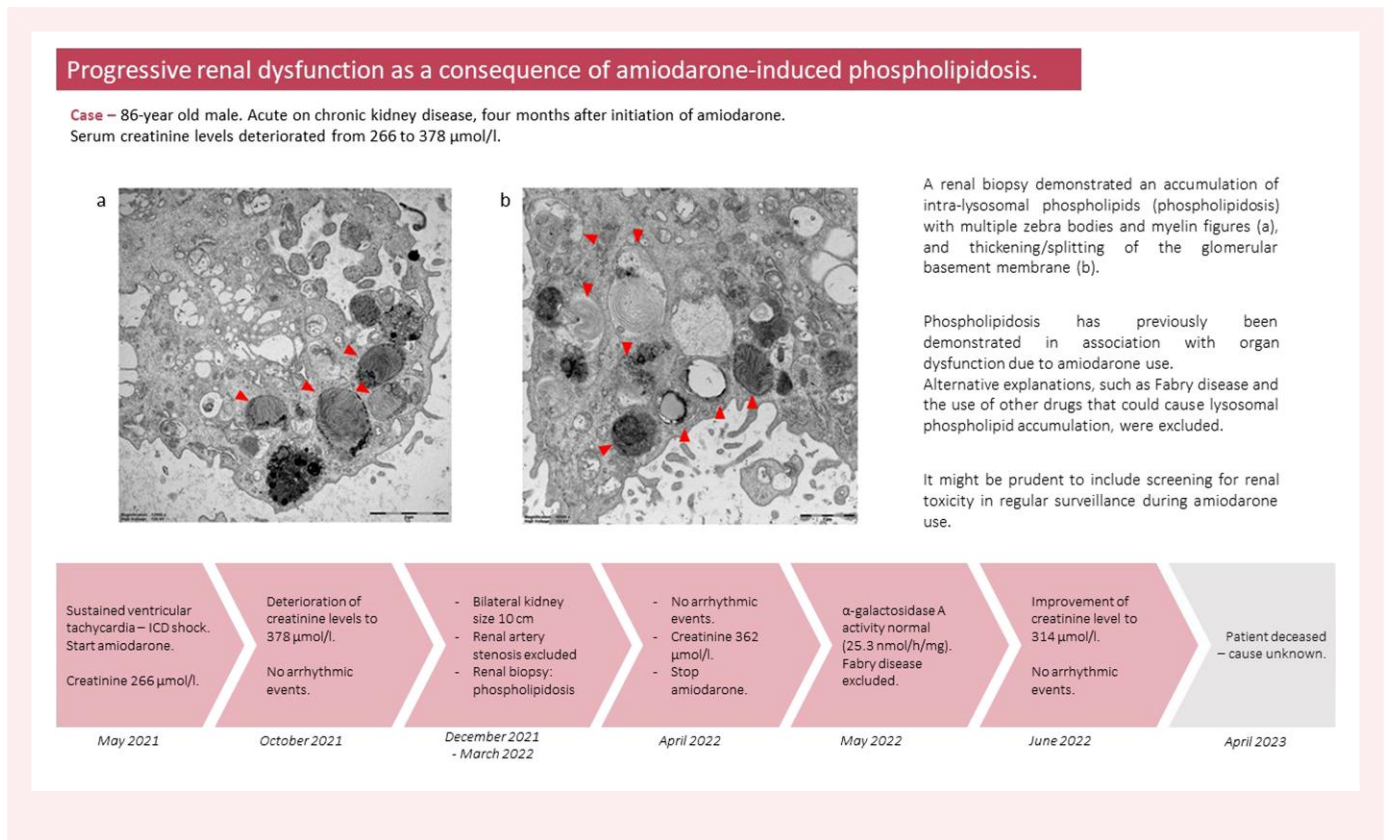 Progressive renal dysfunction as a consequence of amiodarone-induced phospholipidosis.
Case – 86-year old male. Acute on chronic kidney disease, four months after initiation of amiodarone.
Serum creatinine levels deteriorated from 266 to 378 µmol/l.
a
b
A renal biopsy demonstrated an accumulation of
intra-lysosomal phospholipids (phospholipidosis)
with multiple zebra bodies and myelin figures (a),
and thickening/splitting of the glomerular
basement membrane (b).
Phospholipidosis has previously been
demonstrated in association with organ
dysfunction due to amiodarone use.
Alternative explanations, such as Fabry disease and
the use of other drugs that could cause lysosomal
phospholipid accumulation, were excluded.
It might be prudent to include screening for renal
toxicity in regular surveillance during amiodarone
use.
Sustained ventricular
tachycardia – ICD shock.
Start amiodarone.
Creatinine 266 µmol/l.
May 2021
Deterioration of
creatinine levels to
378 µmol/l.
No arrhythmic
events.
October 2021
- Bilateral kidney
size 10 cm
- Renal artery
stenosis excluded
- Renal biopsy:
phospholipidosis
December 2021
- March 2022
- No arrhythmic
events.
- Creatinine 362
µmol/l.
- Stop
amiodarone.
April 2022
α-galactosidase A
activity normal
(25.3 nmol/h/mg).
Fabry disease
excluded.
May 2022
Improvement of
creatinine level to
314 µmol/l.
No arrhythmic
events.
June 2022
Patient deceased
– cause unknown.
April 2023